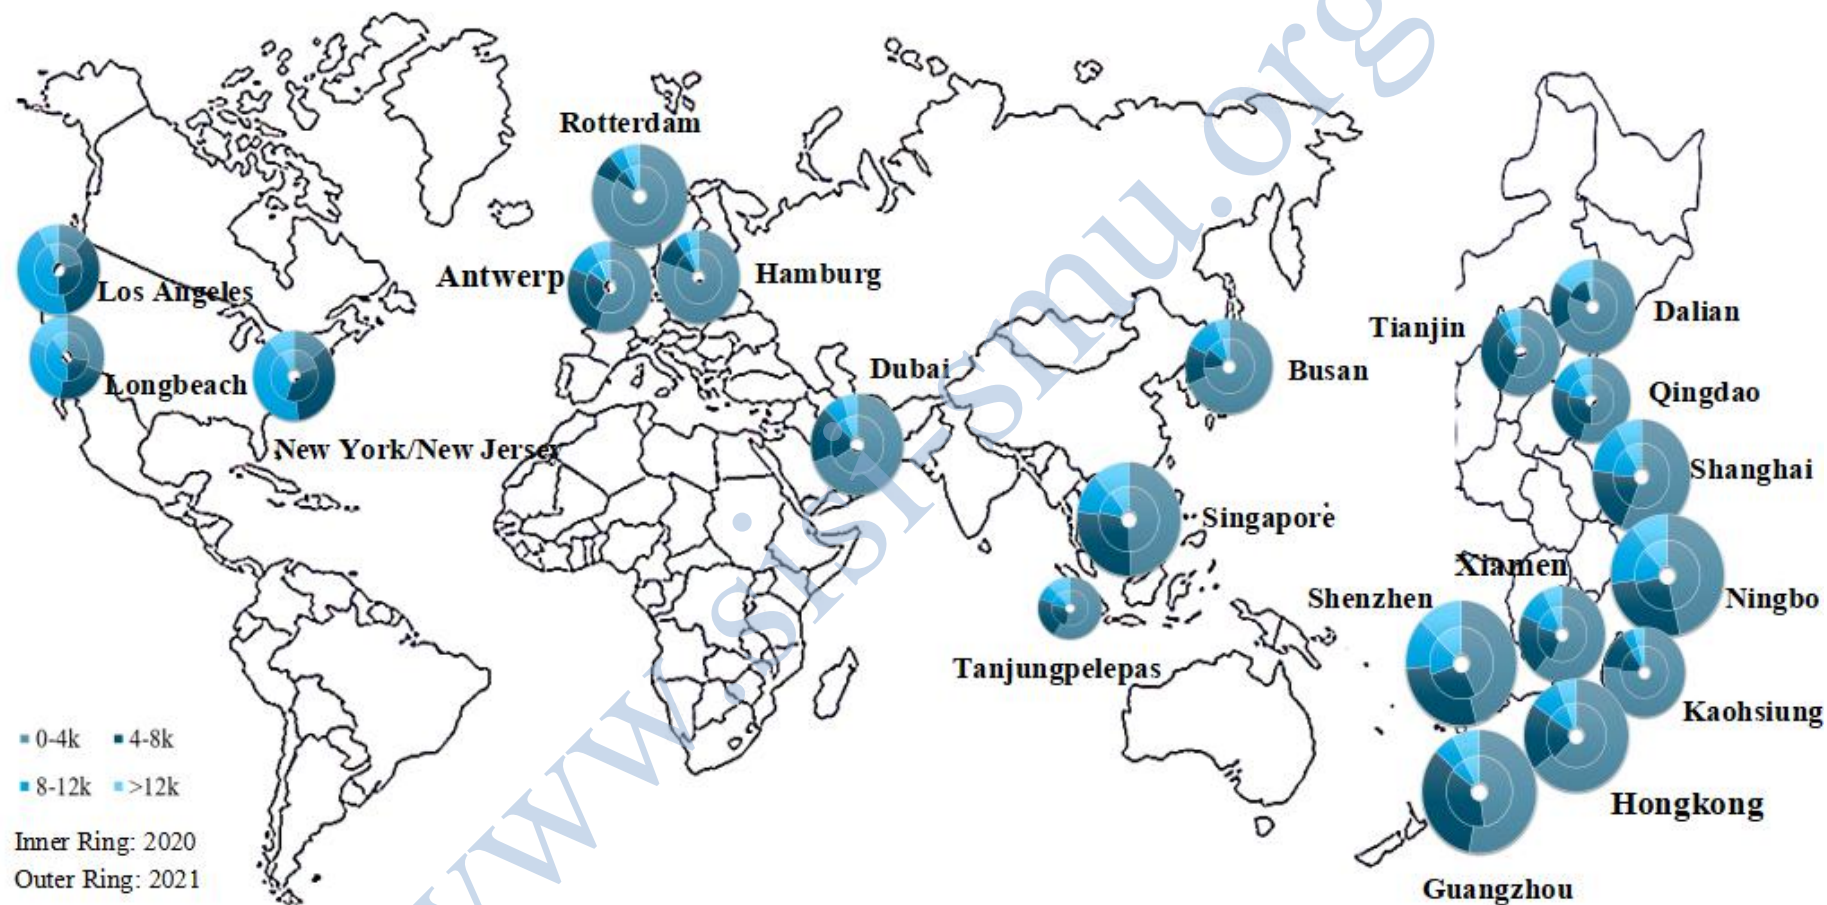 Rotterdam
Antwerp
Hamburg
Los Angeles
Longbeach
New York/New Jersey
Dubai
Busan
Singapore
Tanjungpelepas
Tianjin
Dalian
Qingdao
Shanghai
Xiamen
Shenzhen
Ningbo
Kaohsiung
Hongkong
Guangzhou
0-4k 4-8k
8-12k >12k
Inner Ring: 2020
Outer Ring: 2021
www.sisi-smu.org